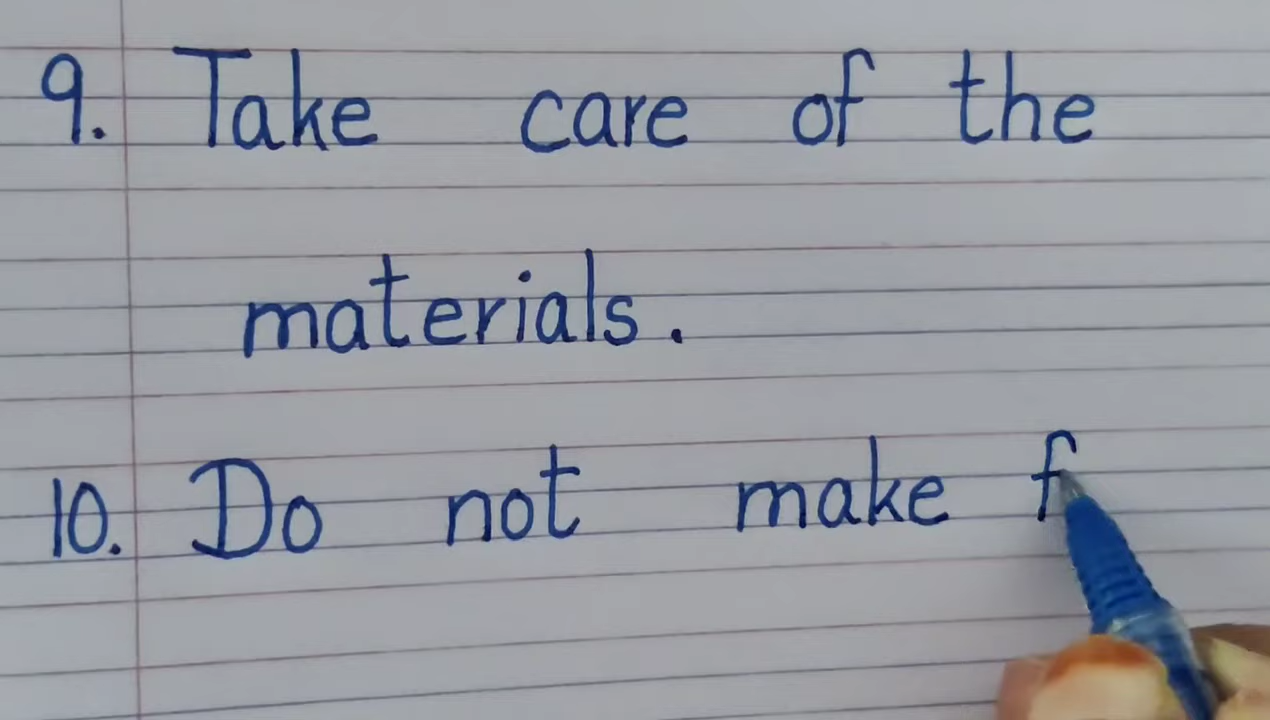 9. Take care of the
materials.
10. Do not make f